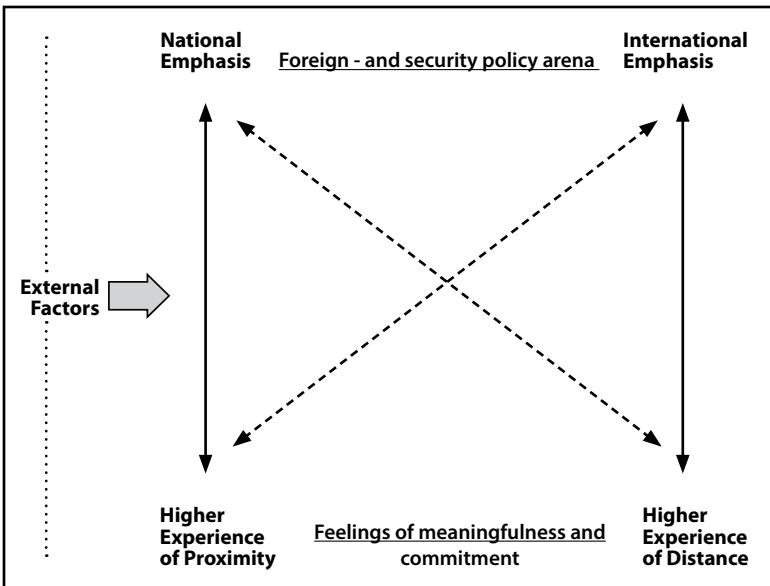 National
Emphasis
Foreign - and security policy arena
International
Emphasis
External
Factors
Higher
Experience
of Proximity
Feelings of meaningfulness and
commitment
Higher
Experience
of Distance